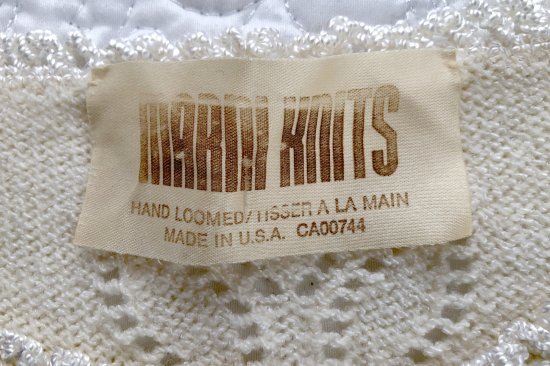 KNITS
HAND LOOMED/TISSER A LA MAIN
MADE IN U.S.A. CA00744